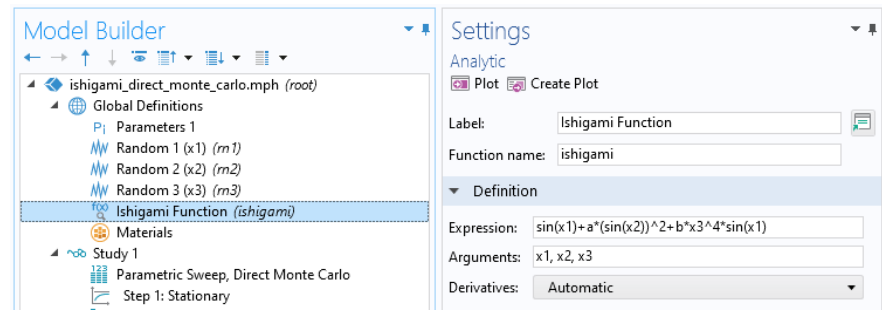 Model Builder
ishigami_direct_monte_carlo.mph (root)
Global Definitions
Pi Parameters 1
Random 1 (x1) (rn1)
Random 2 (x2) (rn2)
Random 3 (x3) (rn3)
f(x) Ishigami Function (ishigami)
Materials
Study 1
123 Parametric Sweep, Direct Monte Carlo
Step 1: Stationary
Settings
Analytic
Plot Create Plot
Label: Ishigami Function
Function name: ishigami
Definition
Expression: sin(x1)+a*(sin(x2))^2+b*x3^4*sin(x1)
Arguments: x1, x2, x3
Derivatives: Automatic